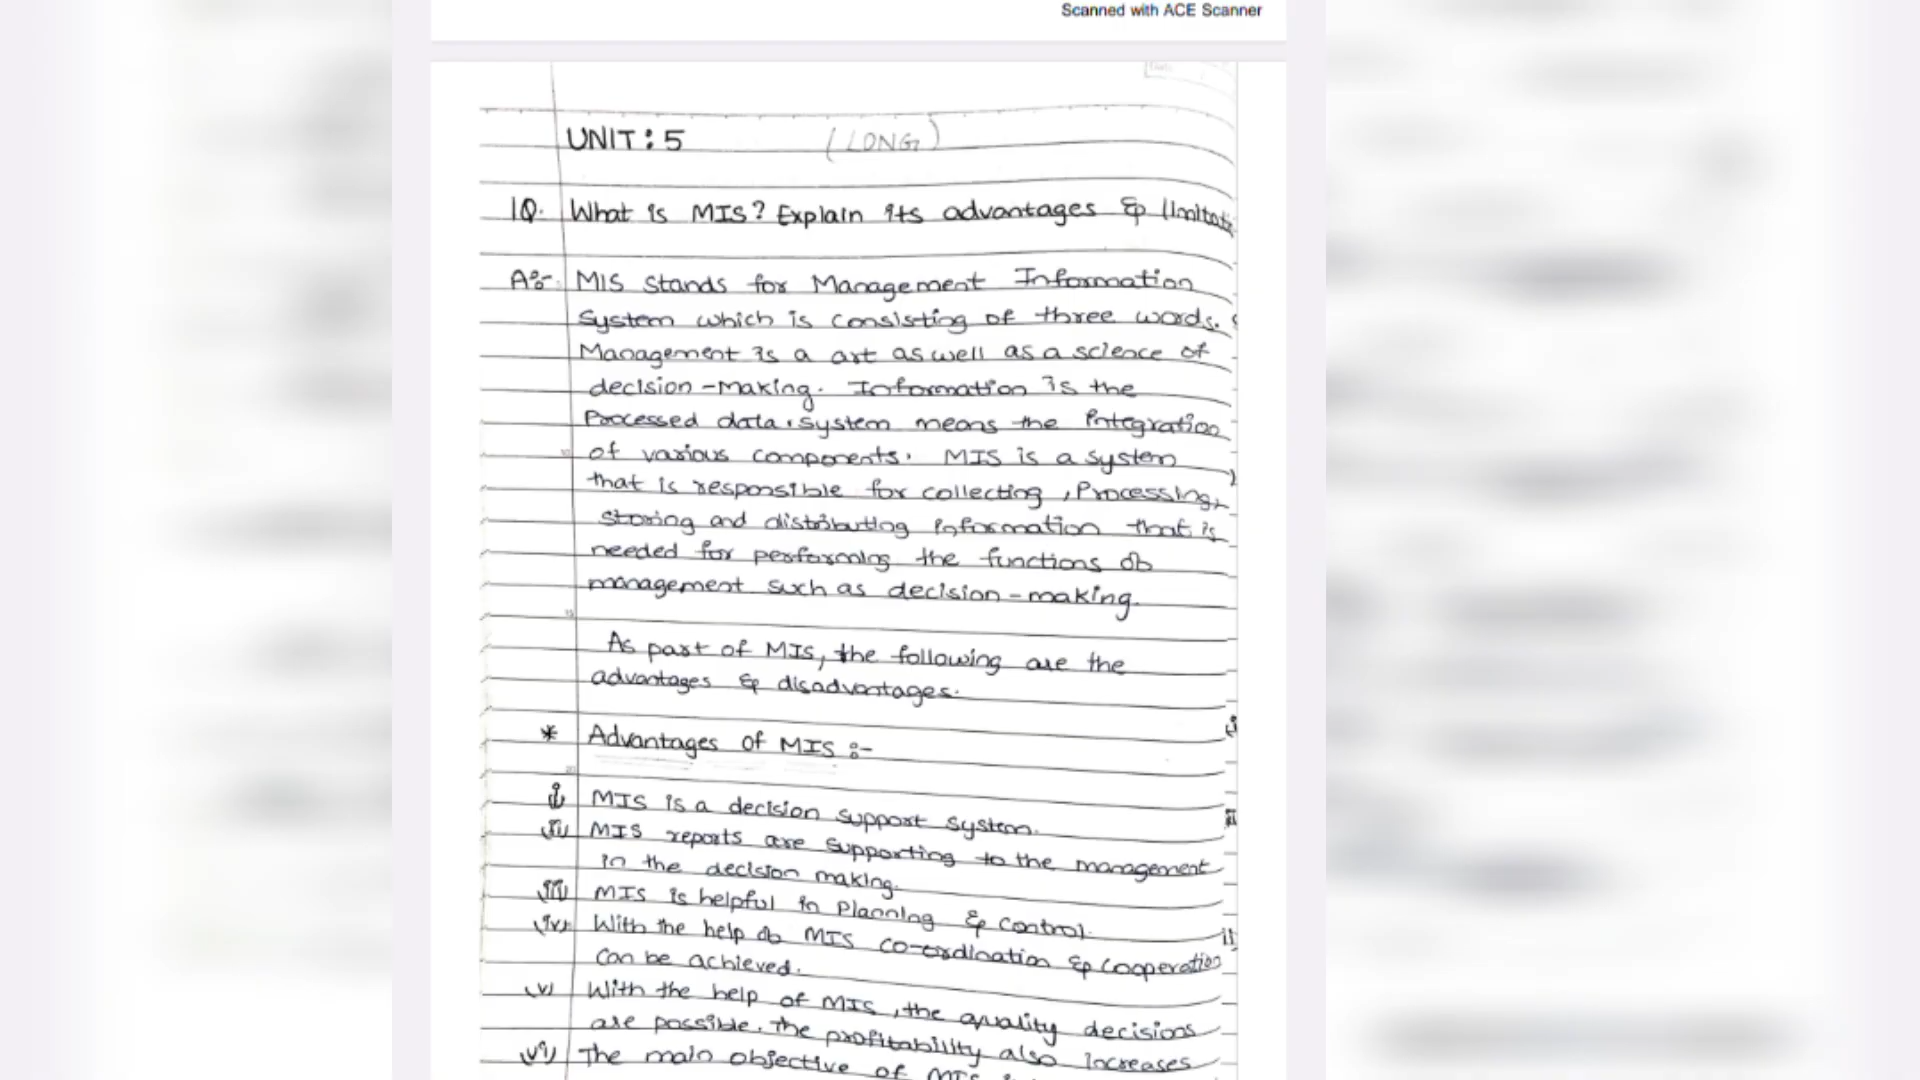 Scanned with ACE Scanner
UNIT: 5 (LONG)
1Q. What is MIS? Explain its advantages & limitat
A:- MIS stands for Management Information
System which is consisting of three words.
Management is a art as well as a science of
decision-making. Information is the
Processed data. System means the integration
of various components. MIS is a system
that is responsible for collecting, Processing,
storing and distributing information that is
needed for performing the functions of
management such as decision-making.
As part of MIS, the following are the
advantages & disadvantages.
* Advantages of MIS :-
i) MIS is a decision support system.
ii) MIS reports are supporting to the management
in the decision making.
iii) MIS is helpful in Planning & control.
iv) With the help of MIS co-ordination & cooperation
can be achieved.
v) With the help of MIS, the quality decisions
are possible. The profitability also increases
vi) The main objective of MIS